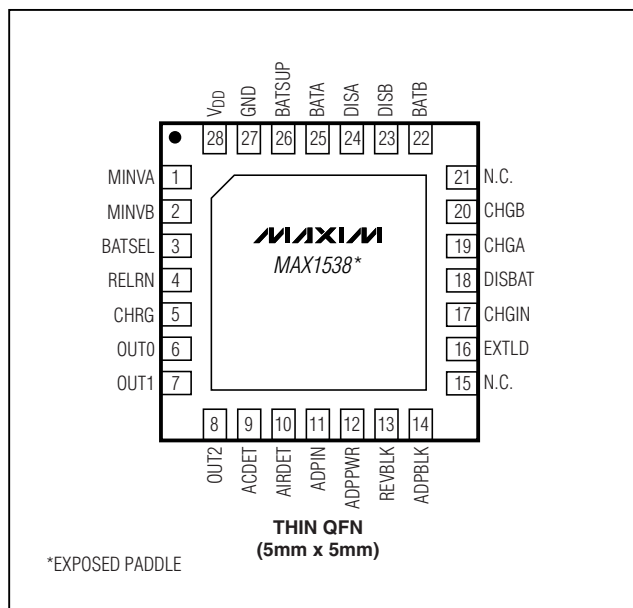 VDD GND BATSUP BATA DISA DISB BATB
28 27 26 25 24 23 22
MINVA 1
MINVB 2
BATSEL 3
RELRN 4
CHRG 5
OUT0 6
OUT1 7
MAXIM
MAX1538*
21 N.C.
20 CHGB
19 CHGA
18 DISBAT
17 CHGIN
16 EXTLD
15 N.C.
8 9 10 11 12 13 14
OUT2 ACDET AIRDET ADPIN ADPPWR REVBLK ADPBLK
THIN QFN
(5mm x 5mm)
*EXPOSED PADDLE